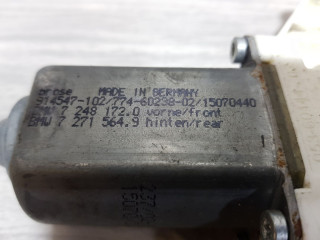 brose MADE IN GERMANY
914547-102/774-60238-02/15070440
BMW 7 248 172.0 vorne/front
BMW 7 271 564.9 hinten/rear